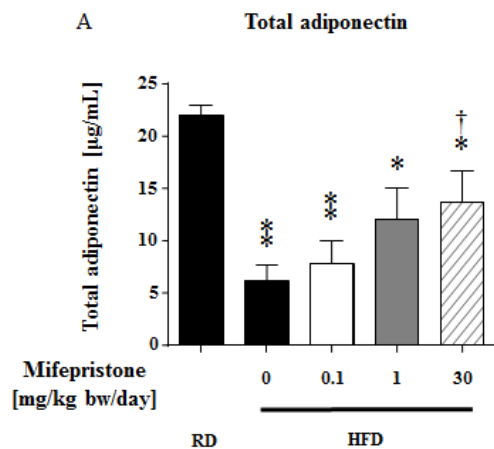 A Total adiponectin
Total adiponectin [µg/mL]
25
20
15
10
5
0
⁑ ⁑ * †
*
Mifepristone 0 0.1 1 30
[mg/kg bw/day]
RD HFD